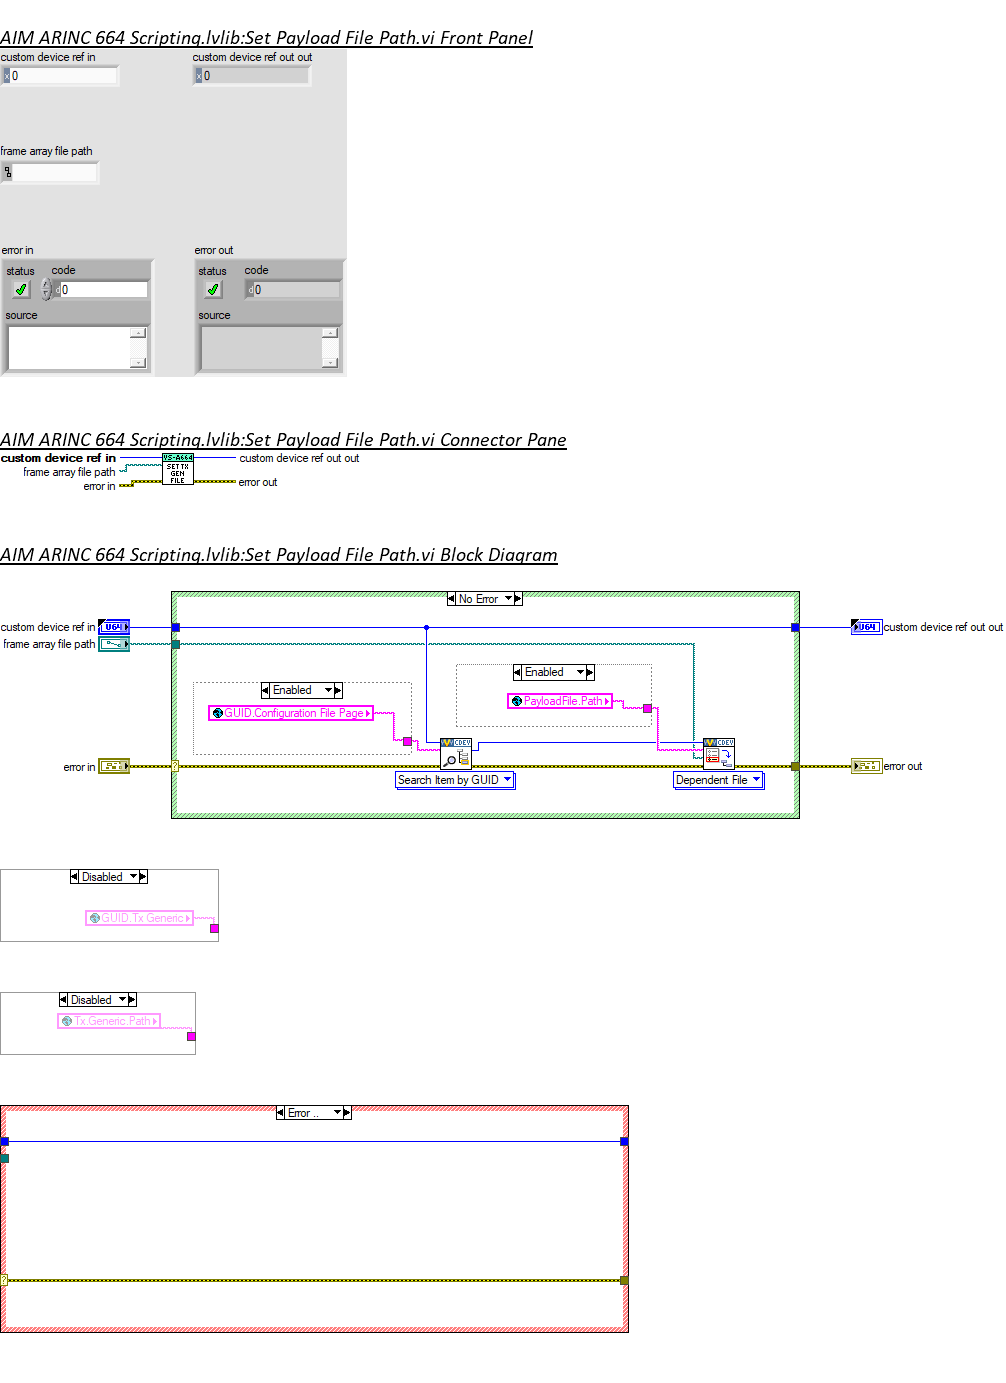 AIM ARINC 664 Scripting.lvlib:Set Payload File Path.vi Front Panel
custom device ref in custom device ref out out
x 0 x 0
frame array file path
error in error out
status code status code
d 0 d 0
source source
AIM ARINC 664 Scripting.lvlib:Set Payload File Path.vi Connector Pane
custom device ref in VS-A664 custom device ref out out
frame array file path SET TX
GEN
error in FILE error out
AIM ARINC 664 Scripting.lvlib:Set Payload File Path.vi Block Diagram
No Error
custom device ref in U64 U64 custom device ref out out
frame array file path
Enabled
Enabled
PayloadFile.Path
GUID.Configuration File Page
CDEV CDEV
error in ? error out
Search Item by GUID Dependent File
Disabled
GUID.Tx Generic
Disabled
Tx.Generic.Path
Error ..
?